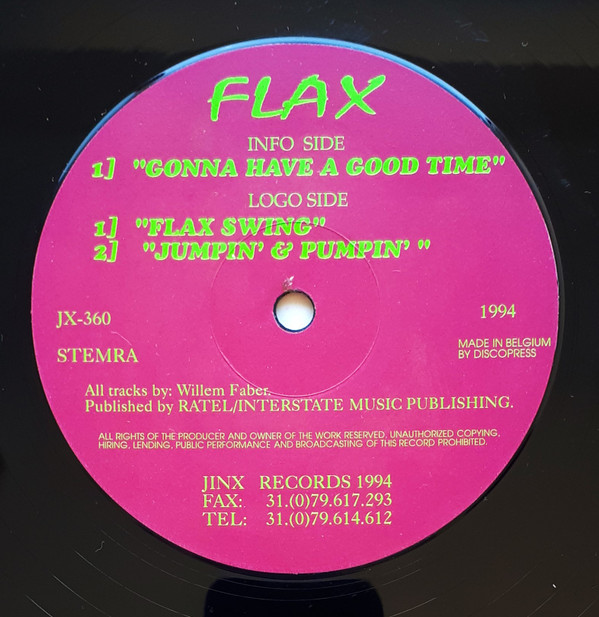 FLAX
INFO SIDE
1] "GONNA HAVE A GOOD TIME"
LOGO SIDE
1] "FLAX SWING"
2] "JUMPIN' & PUMPIN' "
JX-360
1994
STEMRA
MADE IN BELGIUM
BY DISCOPRESS
All tracks by: Willem Faber.
Published by RATEL/INTERSTATE MUSIC PUBLISHING.
ALL RIGHTS OF THE PRODUCER AND OWNER OF THE WORK RESERVED, UNAUTHORIZED COPYING,
HIRING, LENDING, PUBLIC PERFORMANCE AND BROADCASTING OF THIS RECORD PROHIBITED.
JINX RECORDS 1994
FAX: 31.(0)79.617.293
TEL: 31.(0)79.614.612